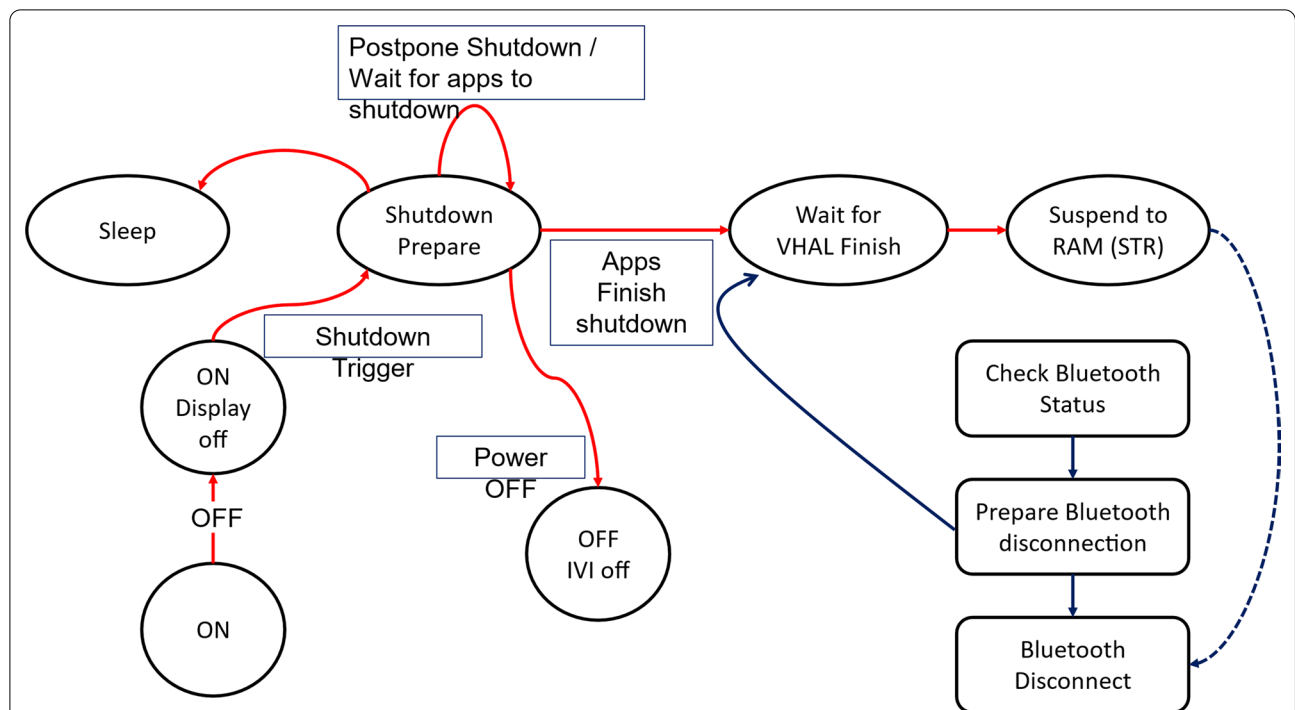 Postpone Shutdown /
Wait for apps to
shutdown
Sleep
Shutdown
Prepare
Wait for
VHAL Finish
Suspend to
RAM (STR)
Apps
Finish
shutdown
Shutdown
Trigger
ON
Display
off
Check Bluetooth
Status
Power
OFF
OFF
Prepare Bluetooth
disconnection
OFF
IVI off
ON
Bluetooth
Disconnect